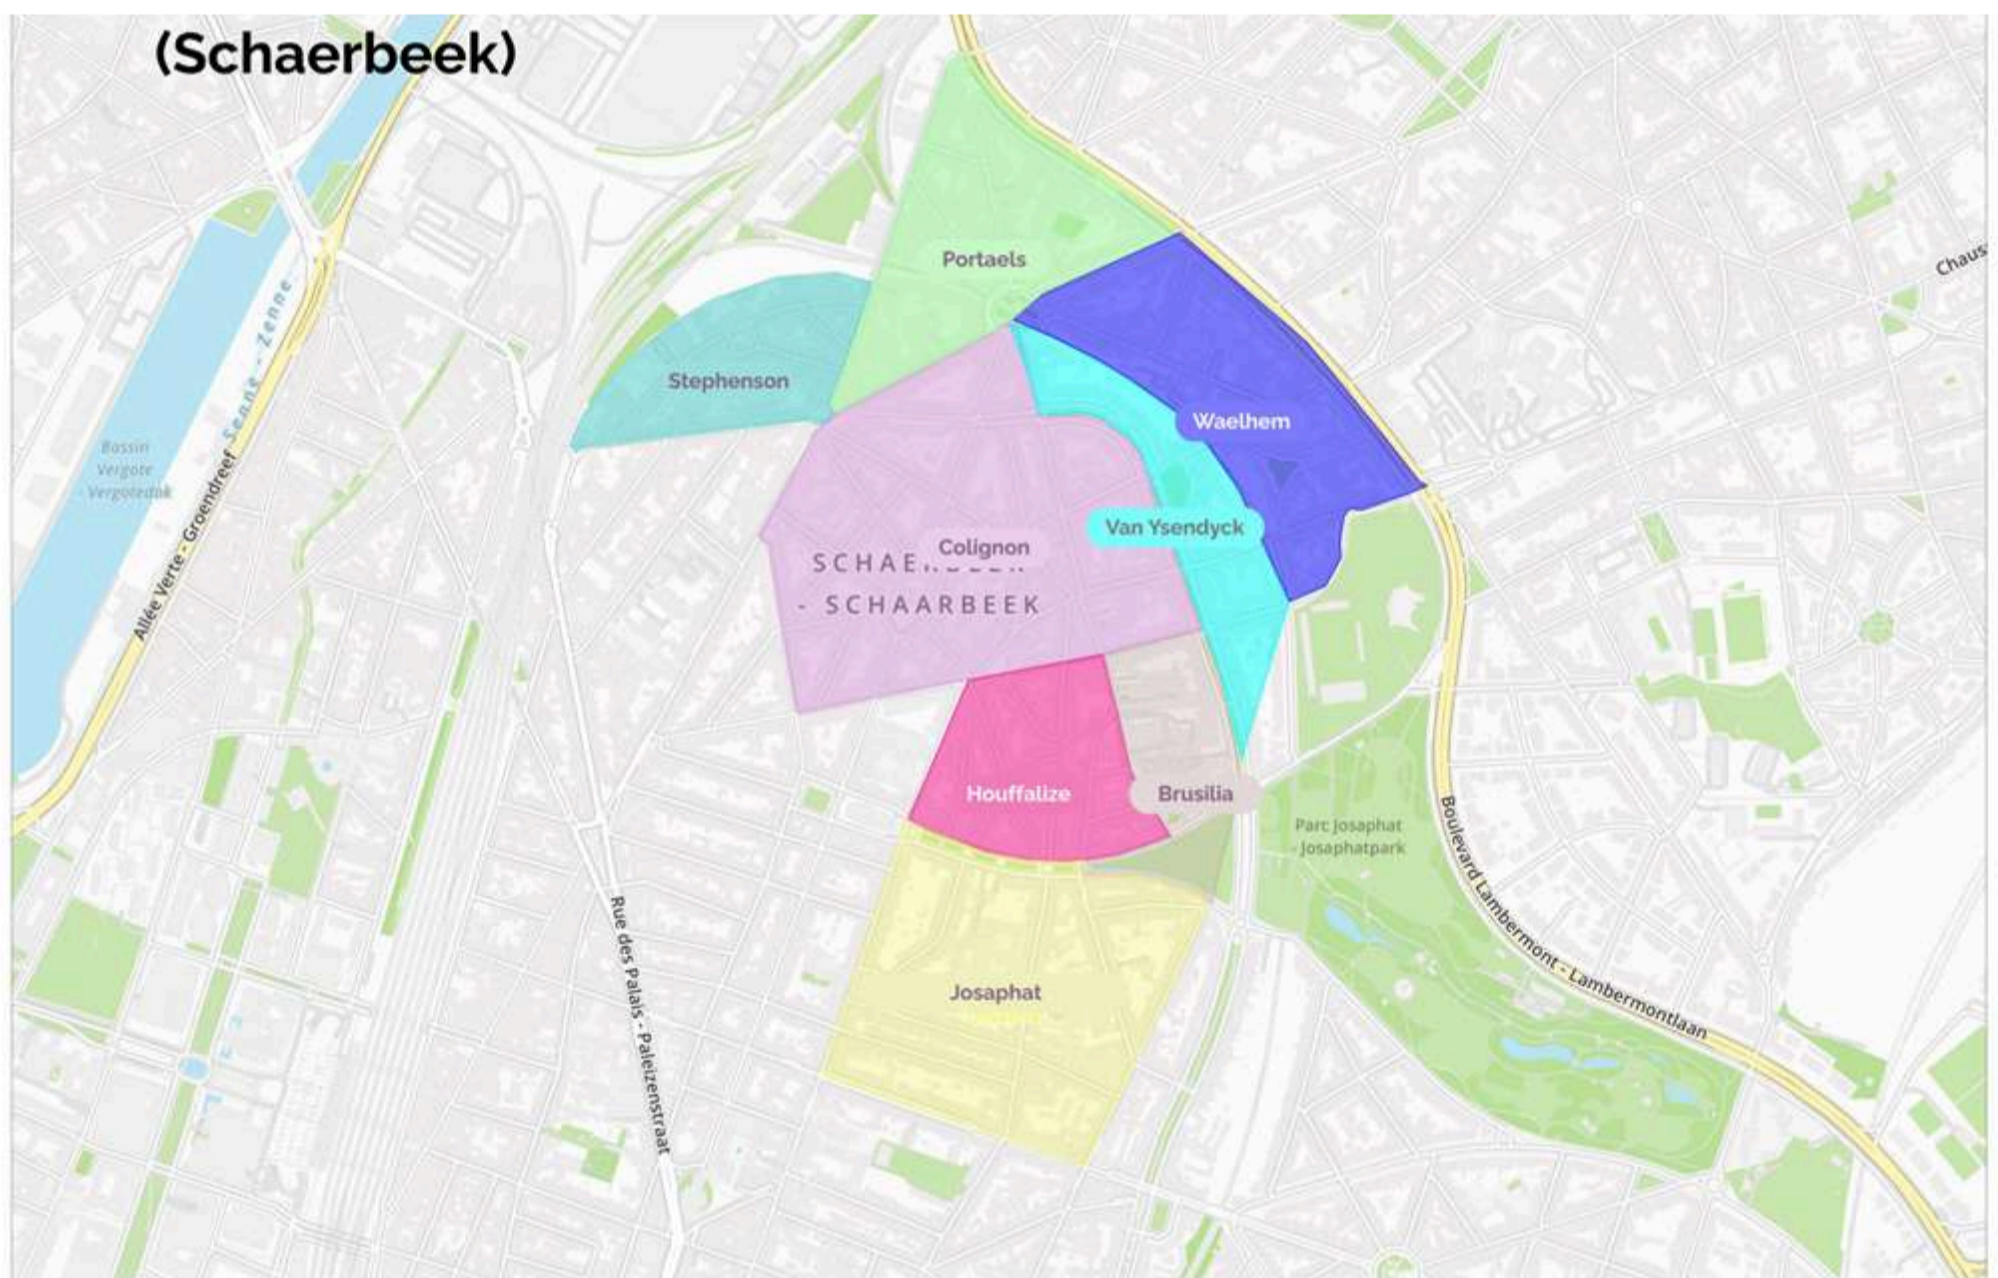 (Schaerbeek)
Chaus
Portaels
Senne - Zenne
Stephenson
Waelhem
Bassin
Vergote
- Vergotedok
Van Ysendyck
Colignon
SCHAE
- SCHAARBEEK
Allée Verte - Groendreef
Houffalize
Brusilia
Parc Josaphat
- Josaphatpark
Boulevard Lambermont - Lambermontlaan
Rue des Palais - Paleizenstraat
Josaphat